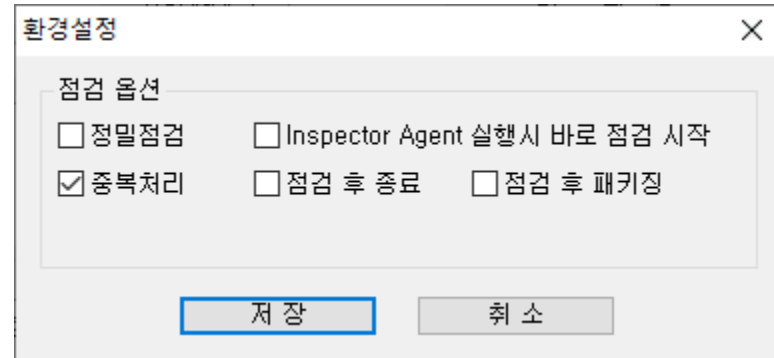 환경설정
점검 옵션
정밀점검 Inspector Agent 실행시 바로 점검 시작
중복처리 점검 후 종료 점검 후 패키징
저 장 취 소